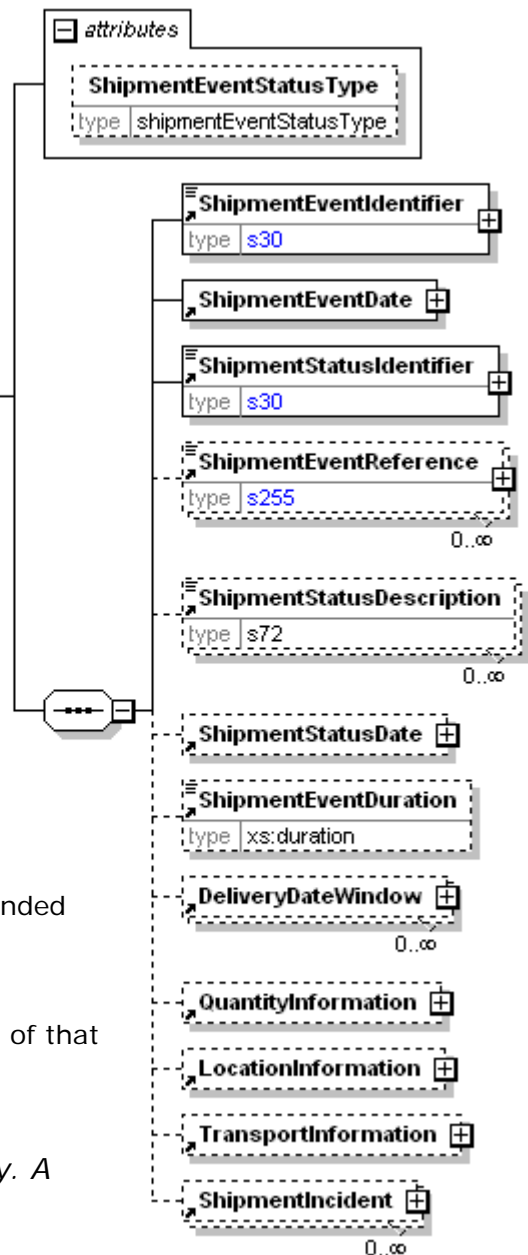 attributes
ShipmentEventStatusType
type shipmentEventStatusType
ShipmentEventIdentifier
type s30
ShipmentEventDate
ShipmentStatusIdentifier
type s30
ShipmentEventReference
type s255
0..∞
ShipmentStatusDescription
type s72
0..∞
ShipmentStatusDate
ShipmentEventDuration
type xs:duration
nded
DeliveryDateWindow
0..∞
QuantityInformation
of that
LocationInformation
TransportInformation
y. A
ShipmentIncident
0..∞